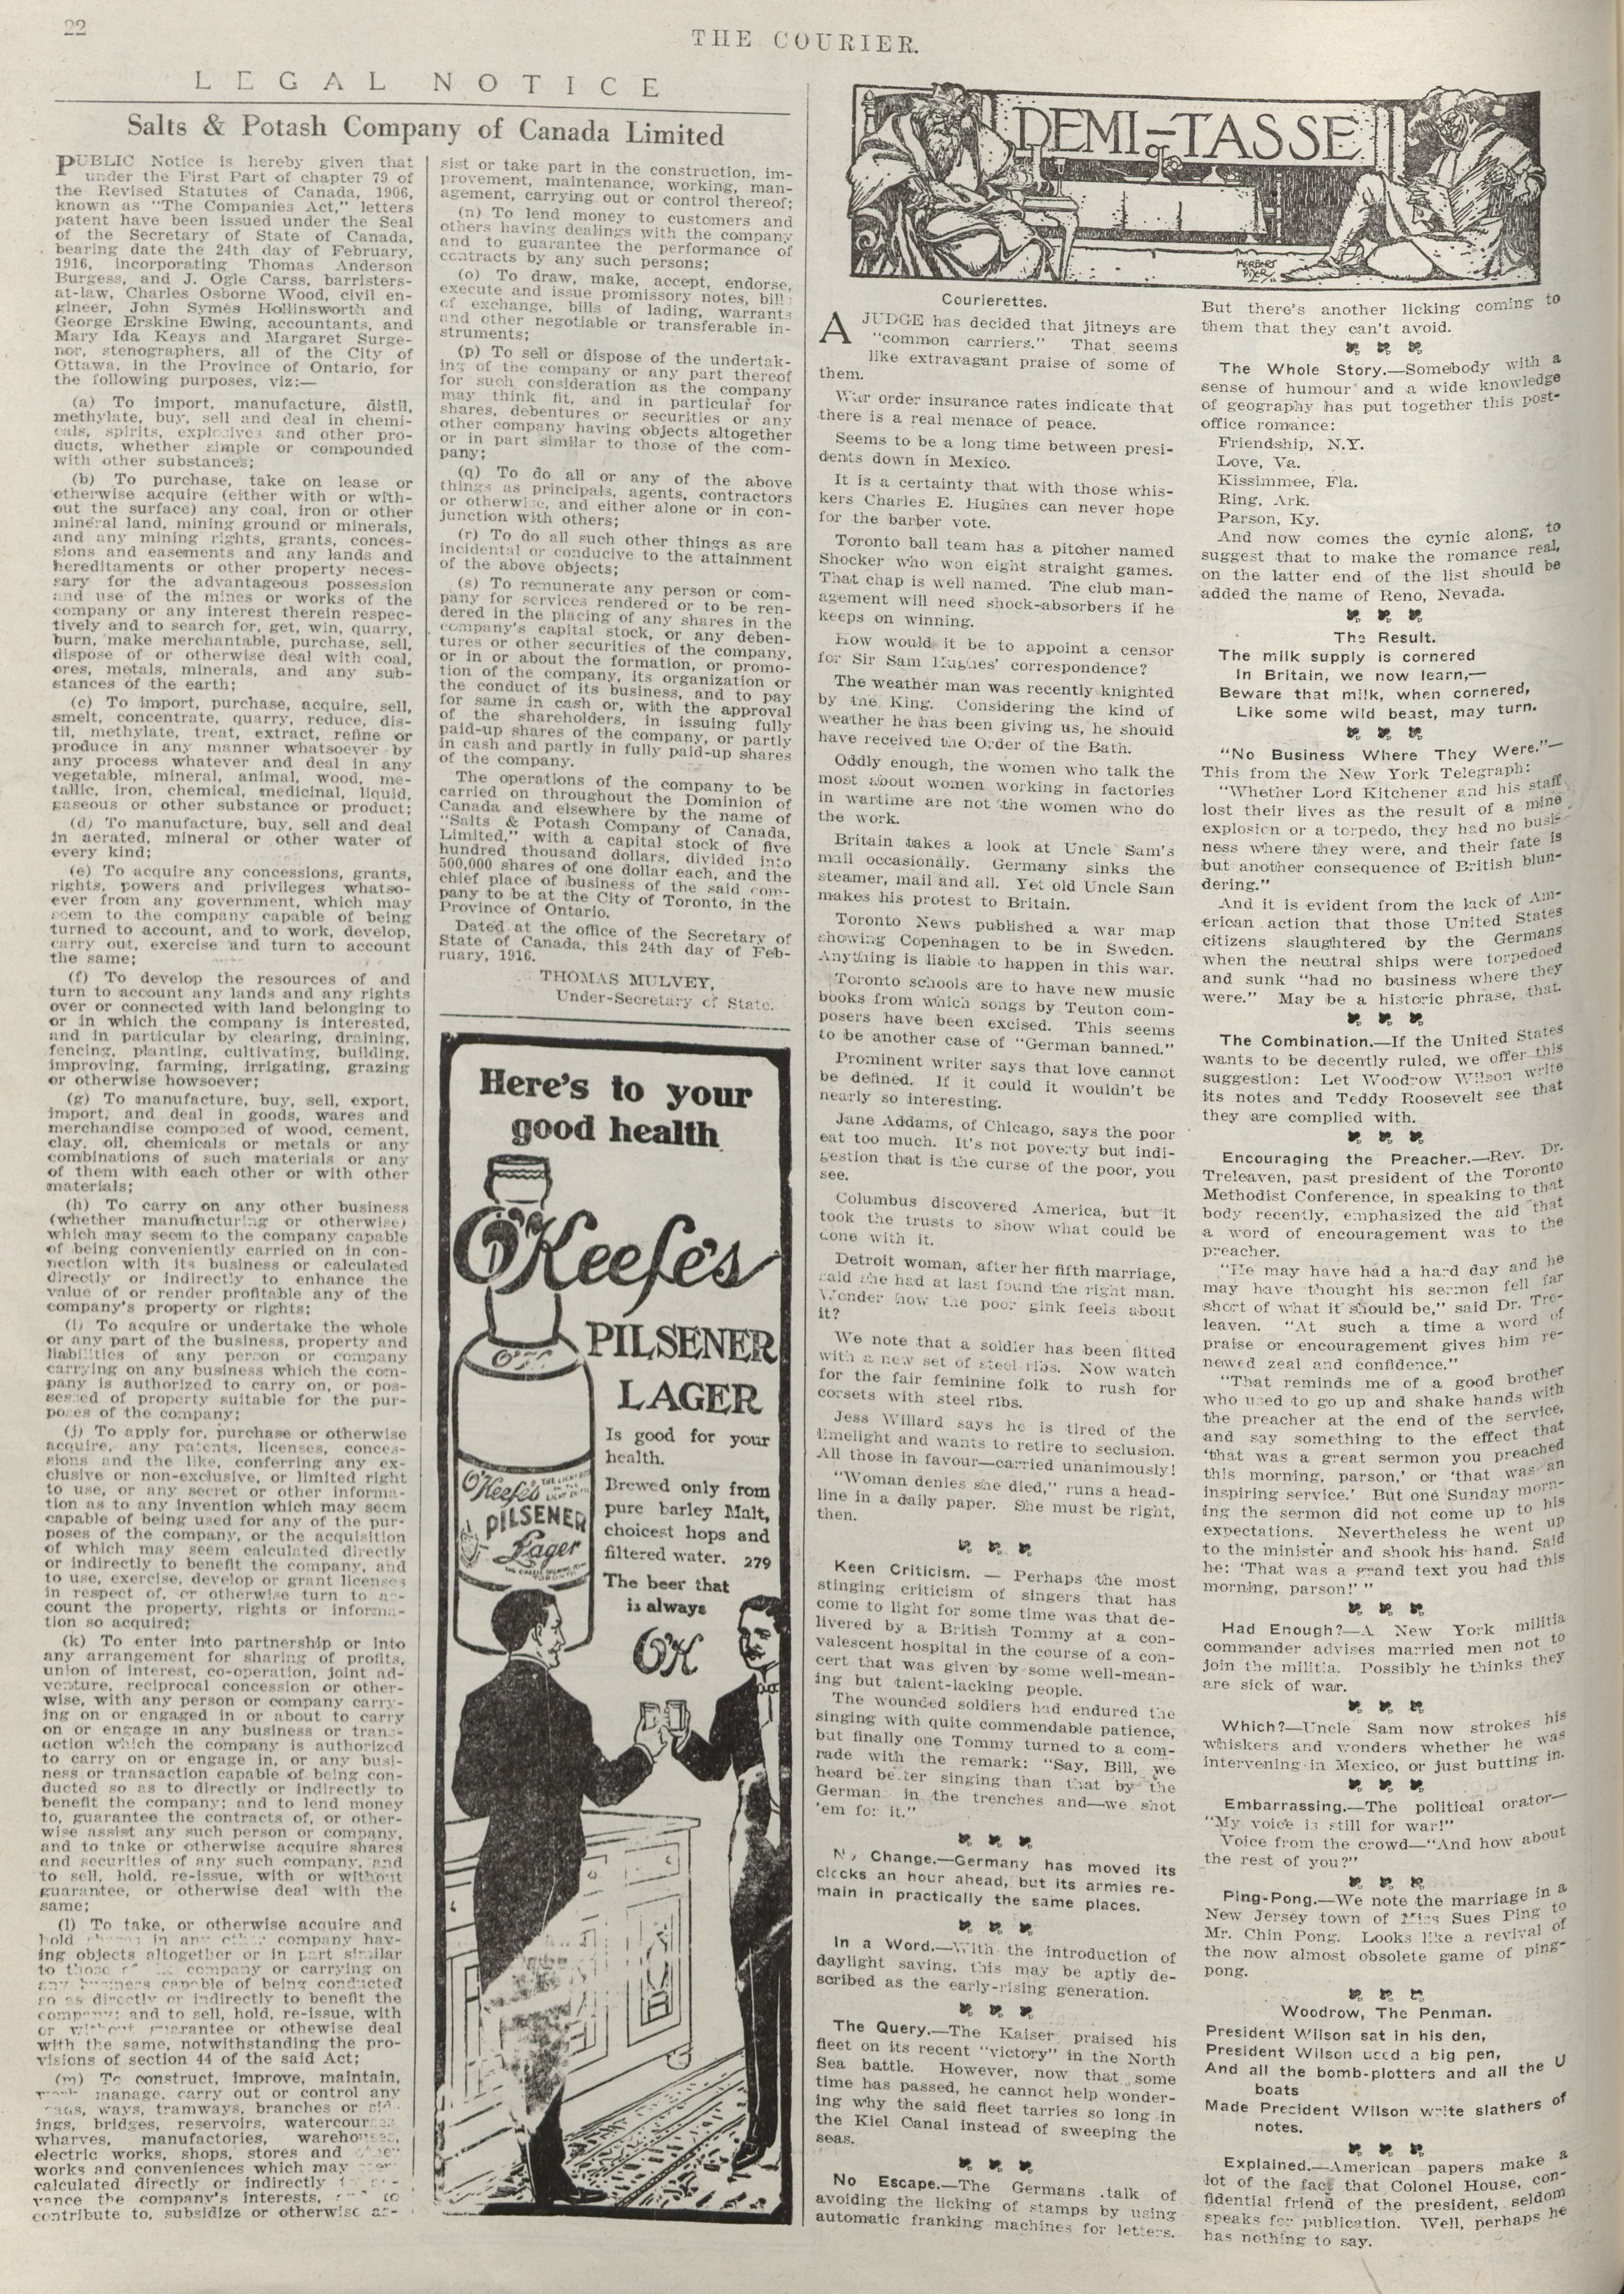 22
THE COURIER.
LEGAL NOTICE
Salts & Potash Company of Canada Limited
PUBLIC Notice is hereby given that
under the First Part of chapter 79 of
the Revised Statutes of Canada, 1906,
known as "The Companies Act," letters
patent have been issued under the Seal
of the Secretary of State of Canada,
bearing date the 24th day of February,
1916, incorporating Thomas Anderson
Burgess, and J. Ogle Carss, barristers-
at-law, Charles Osborne Wood, civil en-
gineer, John Symes Hollinsworth and
George Erskine Ewing, accountants, and
Mary Ida Keays and Margaret Surge-
nor, stenographers, all of the City of
Ottawa, in the Province of Ontario, for
the following purposes, viz:—
(a) To import, manufacture, distil,
methylate, buy, sell and deal in chemi-
cals, spirits, explosives and other pro-
ducts, whether simple or compounded
with other substances;
(b) To purchase, take on lease or
otherwise acquire (either with or with-
out the surface) any coal, iron or other
mineral land, mining ground or minerals,
and any mining rights, grants, conces-
sions and easements and any lands and
hereditaments or other property neces-
sary for the advantageous possession
and use of the mines or works of the
company or any interest therein respec-
tively and to search for, get, win, quarry,
burn, make merchantable, purchase, sell,
dispose of or otherwise deal with coal,
ores, metals, minerals, and any sub-
stances of the earth;
(c) To import, purchase, acquire, sell,
smelt, concentrate, quarry, reduce, dis-
til, methylate, treat, extract, refine or
produce in any manner whatsoever by
any process whatever and deal in any
vegetable, mineral, animal, wood, me-
tallic, iron, chemical, medicinal, liquid,
gaseous or other substance or product;
(d) To manufacture, buy, sell and deal
in aerated, mineral or other water of
every kind;
(e) To acquire any concessions, grants,
rights, powers and privileges whatso-
ever from any government, which may
seem to the company capable of being
turned to account, and to work, develop,
carry out, exercise and turn to account
the same;
(f) To develop the resources of and
turn to account any lands and any rights
over or connected with land belonging to
or in which the company is interested,
and in particular by clearing, draining,
fencing, planting, cultivating, building,
improving, farming, irrigating, grazing
or otherwise howsoever;
(g) To manufacture, buy, sell, export,
import, and deal in goods, wares and
merchandise composed of wood, cement,
clay, oil, chemicals or metals or any
combinations of such materials or any
of them with each other or with other
materials;
(h) To carry on any other business
(whether manufacturing or otherwise)
which may seem to the company capable
of being conveniently carried on in con-
nection with its business or calculated
directly or indirectly to enhance the
value of or render profitable any of the
company's property or rights;
(i) To acquire or undertake the whole
or any part of the business, property and
liabilities of any person or company
carrying on any business which the com-
pany is authorized to carry on, or pos-
sessed of property suitable for the pur-
poses of the company;
(j) To apply for, purchase or otherwise
acquire, any patents, licenses, conces-
sions and the like, conferring any ex-
clusive or non-exclusive, or limited right
to use, or any secret or other informa-
tion as to any invention which may seem
capable of being used for any of the pur-
poses of the company, or the acquisition
of which may seem calculated directly
or indirectly to benefit the company, and
to use, exercise, develop or grant licenses
in respect of, or otherwise turn to ac-
count the property, rights or informa-
tion so acquired;
(k) To enter into partnership or into
any arrangement for sharing of profits,
union of interest, co-operation, joint ad-
venture, reciprocal concession or other-
wise, with any person or company carry-
ing on or engaged in or about to carry
on or engage in any business or trans-
action which the company is authorized
to carry on or engage in, or any busi-
ness or transaction capable of being con-
ducted so as to directly or indirectly to
benefit the company; and to lend money
to, guarantee the contracts of, or other-
wise assist any such person or company,
and to take or otherwise acquire shares
and securities of any such company, and
to sell, hold, re-issue, with or without
guarantee, or otherwise deal with the
same;
(l) To take, or otherwise acquire and
hold shares in any other company hav-
ing objects altogether or in part similar
to those of the company or carrying on
any business capable of being conducted
so as directly or indirectly to benefit the
company; and to sell, hold, re-issue, with
or without guarantee or othewise deal
with the same, notwithstanding the pro-
visions of section 44 of the said Act;
(m) To construct, improve, maintain,
work, manage, carry out or control any
roads, ways, tramways, branches or sid-
ings, bridges, reservoirs, watercourses,
wharves, manufactories, warehouses,
electric works, shops, stores and other
works and conveniences which may seem
calculated directly or indirectly
vance the company's interests, to
contribute to, subsidize or otherwise as-
sist or take part in the construction, im-
provement, maintenance, working, man-
agement, carrying out or control thereof;
(n) To lend money to customers and
others having dealings with the company
and to guarantee the performance of
contracts by any such persons;
(o) To draw, make, accept, endorse,
execute and issue promissory notes, bills
of exchange, bills of lading, warrants
and other negotiable or transferable in-
struments;
(p) To sell or dispose of the undertak-
ing of the company or any part thereof
for such consideration as the company
may think fit, and in particular for
shares, debentures or securities or any
other company having objects altogether
or in part similar to those of the com-
pany;
(q) To do all or any of the above
things as principals, agents, contractors
or otherwise, and either alone or in con-
junction with others;
(r) To do all such other things as are
incidental or conducive to the attainment
of the above objects;
(s) To remunerate any person or com-
pany for services rendered or to be ren-
dered in the placing of any shares in the
company's capital stock, or any deben-
tures or other securities of the company,
or in or about the formation, or promo-
tion of the company, its organization or
the conduct of its business, and to pay
for same in cash or, with the approval
of the shareholders, in issuing fully
paid-up shares of the company, or partly
in cash and partly in fully paid-up shares
of the company.
The operations of the company to be
carried on throughout the Dominion of
Canada and elsewhere by the name of
"Salts & Potash Company of Canada,
Limited," with a capital stock of five
hundred thousand dollars, divided into
500,000 shares of one dollar each, and the
chief place of business of the said com-
pany to be at the City of Toronto, in the
Province of Ontario.
Dated at the office of the Secretary of
State of Canada, this 24th day of Feb-
ruary, 1916.
THOMAS MULVEY,
Under-Secretary of State.
Here's to your
good health
O'Keefe's
PILSENER
LAGER
OK
Is good for your
health.
Brewed only from
pure barley Malt,
choicest hops and
filtered water. 279
The beer that
is always
OK
O'Keefe's
PILSENER
Lager
TORONTO
DEMI-TASSE
HERBERT
Courierettes.
A JUDGE has decided that jitneys are
"common carriers." That seems
like extravagant praise of some of
them.
War order insurance rates indicate that
there is a real menace of peace.
Seems to be a long time between presi-
dents down in Mexico.
It is a certainty that with those whis-
kers Charles E. Hughes can never hope
for the barber vote.
Toronto ball team has a pitcher named
Shocker who won eight straight games.
That chap is well named. The club man-
agement will need shock-absorbers if he
keeps on winning.
How would it be to appoint a censor
for Sir Sam Hughes' correspondence?
The weather man was recently knighted
by the King. Considering the kind of
weather he has been giving us, he should
have received the Order of the Bath.
Oddly enough, the women who talk the
most about women working in factories
in wartime are not the women who do
the work.
Britain takes a look at Uncle Sam's
mail occasionally. Germany sinks the
steamer, mail and all. Yet old Uncle Sam
makes his protest to Britain.
Toronto News published a war map
showing Copenhagen to be in Sweden.
Anything is liable to happen in this war.
Toronto schools are to have new music
books from which songs by Teuton com-
posers have been excised. This seems
to be another case of "German banned."
Prominent writer says that love cannot
be defined. If it could it wouldn't be
nearly so interesting.
Jane Addams, of Chicago, says the poor
eat too much. It's not poverty but indi-
gestion that is the curse of the poor, you
see.
Columbus discovered America, but it
took the trusts to show what could be
done with it.
Detroit woman, after her fifth marriage,
said she had at last found the right man.
Wonder how the poor gink feels about
it?
We note that a soldier has been fitted
with a new set of steel ribs. Now watch
for the fair feminine folk to rush for
corsets with steel ribs.
Jess Willard says he is tired of the
limelight and wants to retire to seclusion.
All those in favour—carried unanimously!
"Woman denies she died," runs a head-
line in a daily paper. She must be right,
then.
Keen Criticism. — Perhaps the most
stinging criticism of singers that has
come to light for some time was that de-
livered by a British Tommy at a con-
valescent hospital in the course of a con-
cert that was given by some well-mean-
ing but talent-lacking people.
The wounded soldiers had endured the
singing with quite commendable patience,
but finally one Tommy turned to a com-
rade with the remark: "Say, Bill, we
heard better singing than that by the
German in the trenches and—we shot
'em for it."
No Change.—Germany has moved its
clocks an hour ahead, but its armies re-
main in practically the same places.
In a Word.—With the introduction of
daylight saving, this may be aptly de-
scribed as the early-rising generation.
The Query.—The Kaiser praised his
fleet on its recent "victory" in the North
Sea battle. However, now that some
time has passed, he cannot help wonder-
ing why the said fleet tarries so long in
the Kiel Canal instead of sweeping the
seas.
No Escape.—The Germans talk of
avoiding the licking of stamps by using
automatic franking machines for letters.
But there's another licking coming to
them that they can't avoid.
The Whole Story.—Somebody with a
sense of humour and a wide knowledge
of geography has put together this post-
office romance:
Friendship, N.Y.
Love, Va.
Kissimmee, Fla.
Ring, Ark.
Parson, Ky.
And now comes the cynic along, to
suggest that to make the romance real,
on the latter end of the list should be
added the name of Reno, Nevada.
The Result.
The milk supply is cornered
In Britain, we now learn,—
Beware that milk, when cornered,
Like some wild beast, may turn.
"No Business Where They Were."—
This from the New York Telegraph:
"Whether Lord Kitchener and his staff
lost their lives as the result of a mine
explosion or a torpedo, they had no busi-
ness where they were, and their fate is
but another consequence of British blun-
dering."
And it is evident from the lack of Am-
erican action that those United States
citizens slaughtered by the Germans
when the neutral ships were torpedoed
and sunk "had no business where they
were." May be a historic phrase, that.
The Combination.—If the United States
wants to be decently ruled, we offer this
suggestion: Let Woodrow Wilson write
its notes and Teddy Roosevelt see that
they are complied with.
Encouraging the Preacher.—Rev. Dr.
Treleaven, past president of the Toronto
Methodist Conference, in speaking to that
body recently, emphasized the aid that
a word of encouragement was to the
preacher.
"He may have had a hard day and he
may have thought his sermon fell far
short of what it should be," said Dr. Tre-
leaven. "At such a time a word of
praise or encouragement gives him re-
newed zeal and confidence."
"That reminds me of a good brother
who used to go up and shake hands with
the preacher at the end of the service,
and say something to the effect that
'that was a great sermon you preached
this morning, parson,' or 'that was an
inspiring service.' But one Sunday morn-
ing the sermon did not come up to his
expectations. Nevertheless he went up
to the minister and shook his hand. Said
he: 'That was a grand text you had this
morning, parson!' "
Had Enough?—A New York militia
commander advises married men not to
join the militia. Possibly he thinks they
are sick of war.
Which?—Uncle Sam now strokes his
whiskers and wonders whether he was
intervening in Mexico, or just butting in.
Embarrassing.—The political orator—
"My voice is still for war!"
Voice from the crowd—"And how about
the rest of you?"
Ping-Pong.—We note the marriage in a
New Jersey town of Miss Sues Ping to
Mr. Chin Pong. Looks like a revival of
the now almost obsolete game of ping-
pong.
Woodrow, The Penman.
President Wilson sat in his den,
President Wilson used a big pen,
And all the bomb-plotters and all the U
boats
Made President Wilson write slathers of
notes.
Explained.—American papers make a
lot of the fact that Colonel House, con-
fidential friend of the president, seldom
speaks for publication. Well, perhaps he
has nothing to say.